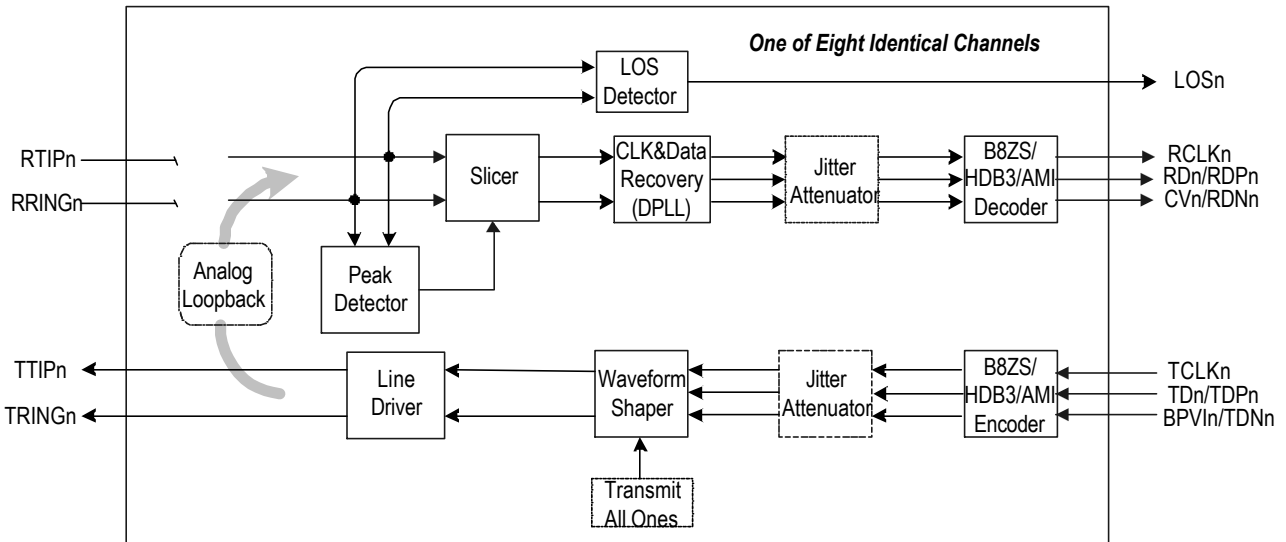 One of Eight Identical Channels
LOS
Detector
LOSn
RTIPn
RRINGn
Slicer
CLK&Data
Recovery
(DPLL)
Jitter
Attenuator
B8ZS/
HDB3/AMI
Decoder
RCLKn
RDn/RDPn
CVn/RDNn
Analog
Loopback
Peak
Detector
TTIPn
TRINGn
Line
Driver
Waveform
Shaper
Jitter
Attenuator
B8ZS/
HDB3/AMI
Encoder
TCLKn
TDn/TDPn
BPVIn/TDNn
Transmit
All Ones